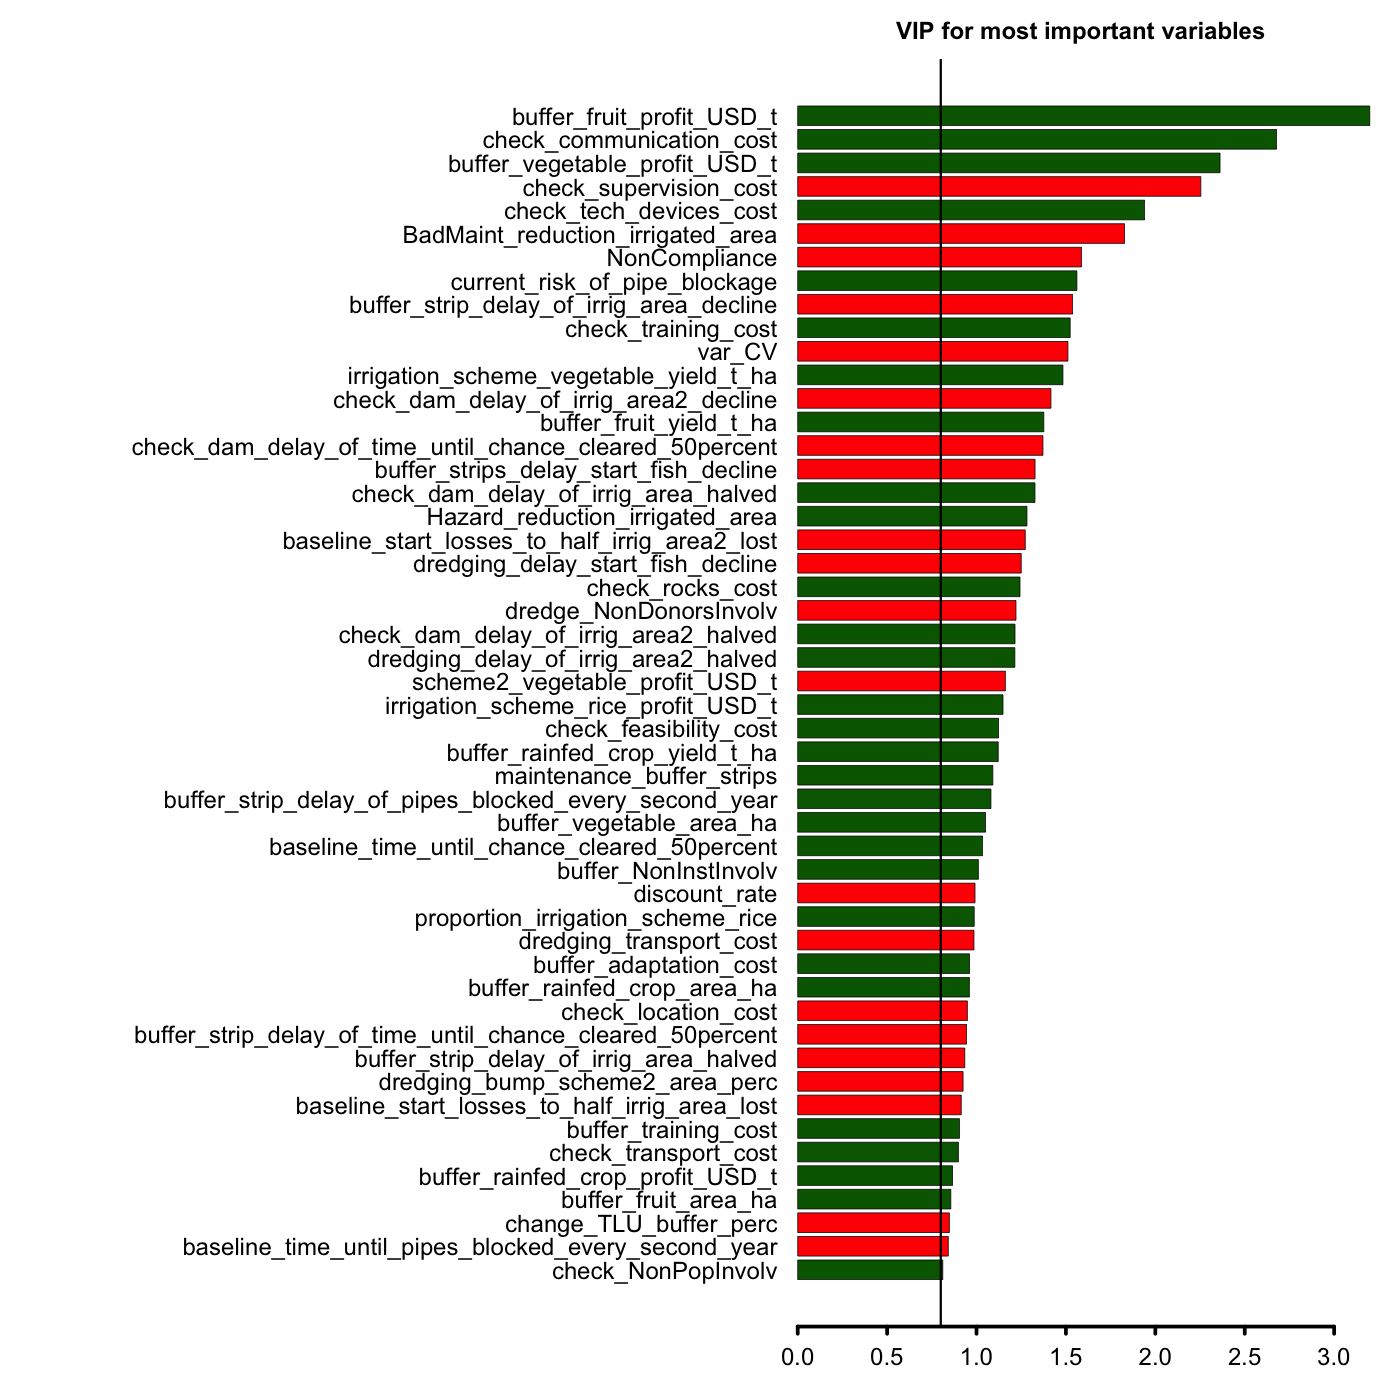 VIP for most important variables
buffer_fruit_profit_USD_t
check_communication_cost
buffer_vegetable_profit_USD_t
check_supervision_cost
check_tech_devices_cost
BadMaint_reduction_irrigated_area
NonCompliance
current_risk_of_pipe_blockage
buffer_strip_delay_of_irrig_area_decline
check_training_cost
var_CV
irrigation_scheme_vegetable_yield_t_ha
check_dam_delay_of_irrig_area2_decline
buffer_fruit_yield_t_ha
check_dam_delay_of_time_until_chance_cleared_50percent
buffer_strips_delay_start_fish_decline
check_dam_delay_of_irrig_area_halved
Hazard_reduction_irrigated_area
baseline_start_losses_to_half_irrig_area2_lost
dredging_delay_start_fish_decline
check_rocks_cost
dredge_NonDonorsInvolv
check_dam_delay_of_irrig_area2_halved
dredging_delay_of_irrig_area2_halved
scheme2_vegetable_profit_USD_t
irrigation_scheme_rice_profit_USD_t
check_feasibility_cost
buffer_rainfed_crop_yield_t_ha
maintenance_buffer_strips
buffer_strip_delay_of_pipes_blocked_every_second_year
buffer_vegetable_area_ha
baseline_time_until_chance_cleared_50percent
buffer_NonInstInvolv
discount_rate
proportion_irrigation_scheme_rice
dredging_transport_cost
buffer_adaptation_cost
buffer_rainfed_crop_area_ha
check_location_cost
buffer_strip_delay_of_time_until_chance_cleared_50percent
buffer_strip_delay_of_irrig_area_halved
dredging_bump_scheme2_area_perc
baseline_start_losses_to_half_irrig_area_lost
buffer_training_cost
check_transport_cost
buffer_rainfed_crop_profit_USD_t
buffer_fruit_area_ha
change_TLU_buffer_perc
baseline_time_until_pipes_blocked_every_second_year
check_NonPopInvolv
0.0 0.5 1.0 1.5 2.0 2.5 3.0